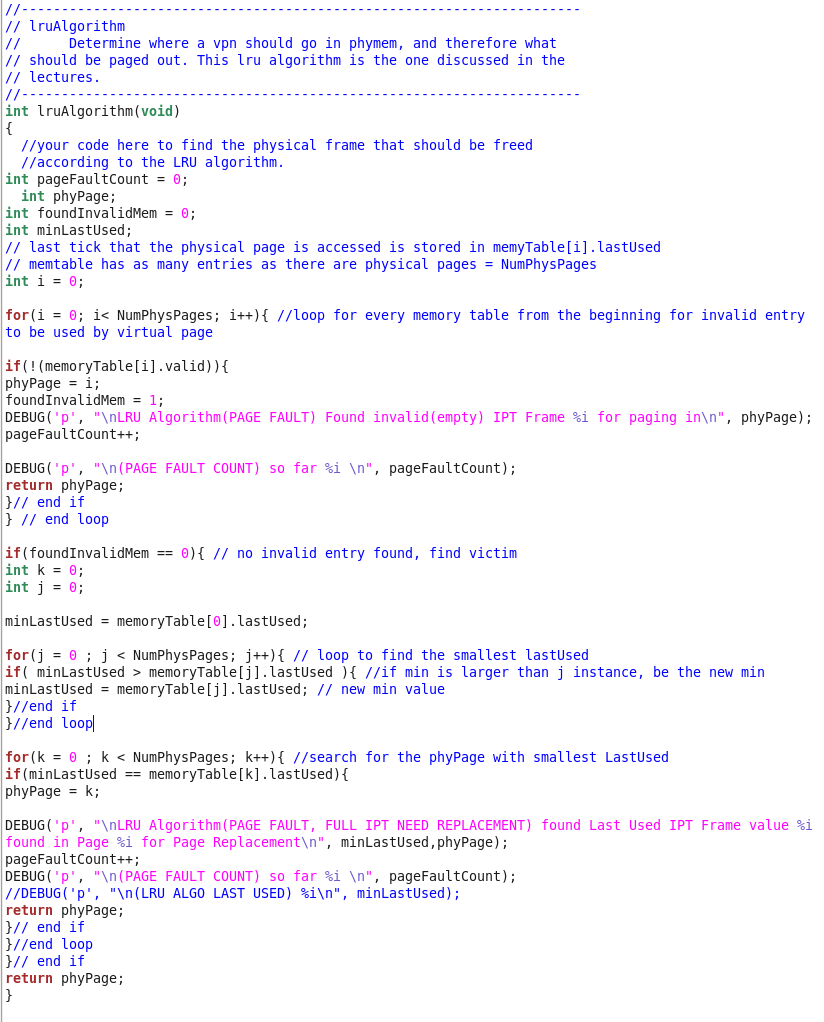 //----------------------------------------------------------------------
// lruAlgorithm
//      Determine where a vpn should go in phymem, and therefore what
// should be paged out. This lru algorithm is the one discussed in the
// lectures.
//----------------------------------------------------------------------
int lruAlgorithm(void)
{
  //your code here to find the physical frame that should be freed
  //according to the LRU algorithm.
int pageFaultCount = 0;
  int phyPage;
int foundInvalidMem = 0;
int minLastUsed;
// last tick that the physical page is accessed is stored in memyTable[i].lastUsed
// memtable has as many entries as there are physical pages = NumPhysPages
int i = 0;

for(i = 0; i< NumPhysPages; i++){ //loop for every memory table from the beginning for invalid entry
to be used by virtual page

if(!(memoryTable[i].valid)){
phyPage = i;
foundInvalidMem = 1;
DEBUG('p', "\nLRU Algorithm(PAGE FAULT) Found invalid(empty) IPT Frame %i for paging in\n", phyPage);
pageFaultCount++;

DEBUG('p', "\n(PAGE FAULT COUNT) so far %i \n", pageFaultCount);
return phyPage;
}// end if
} // end loop

if(foundInvalidMem == 0){ // no invalid entry found, find victim
int k = 0;
int j = 0;

minLastUsed = memoryTable[0].lastUsed;

for(j = 0 ; j < NumPhysPages; j++){ // loop to find the smallest lastUsed
if( minLastUsed > memoryTable[j].lastUsed ){ //if min is larger than j instance, be the new min
minLastUsed = memoryTable[j].lastUsed; // new min value
}//end if
}//end loop

for(k = 0 ; k < NumPhysPages; k++){ //search for the phyPage with smallest LastUsed
if(minLastUsed == memoryTable[k].lastUsed){
phyPage = k;

DEBUG('p', "\nLRU Algorithm(PAGE FAULT, FULL IPT NEED REPLACEMENT) found Last Used IPT Frame value %i
found in Page %i for Page Replacement\n", minLastUsed,phyPage);
pageFaultCount++;
DEBUG('p', "\n(PAGE FAULT COUNT) so far %i \n", pageFaultCount);
//DEBUG('p', "\n(LRU ALGO LAST USED) %i\n", minLastUsed);
return phyPage;
}// end if
}//end loop
}// end if
return phyPage;
}